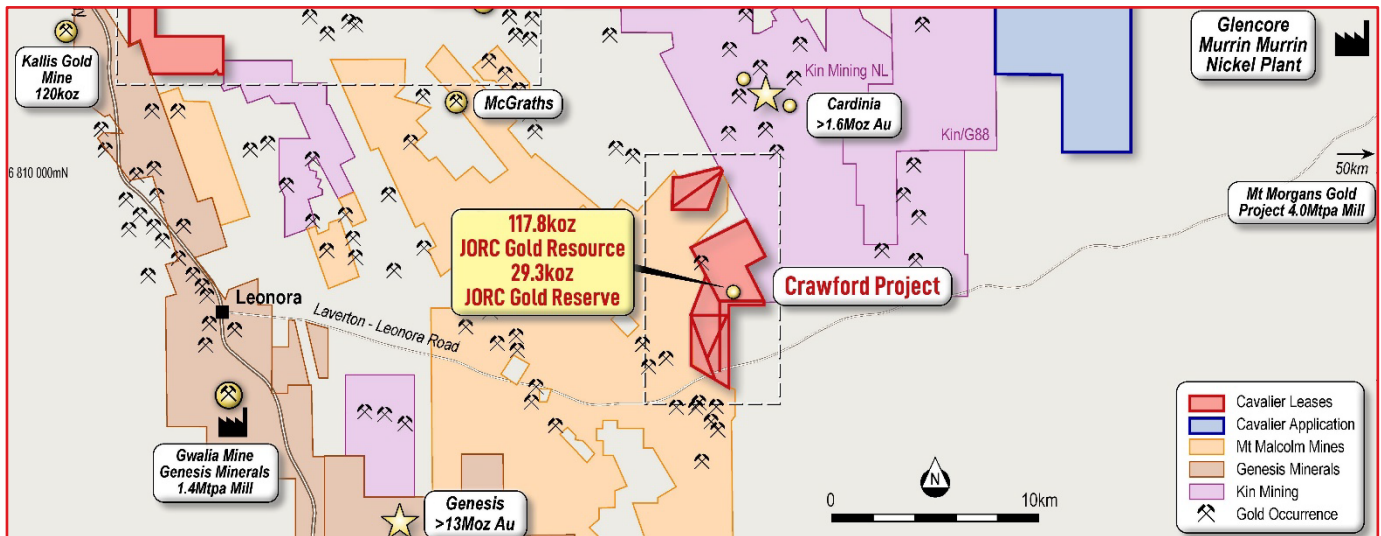 Kallis Gold
Mine
120koz
McGraths
Kin Mining NL
Cardinia
>1.6Moz Au
Kin/G88
Glencore
Murrin Murrin
Nickel Plant
6 810 000mN
50km
Mt Morgans Gold
Project 4.0Mtpa Mill
117.8koz
JORC Gold Resource
29.3koz
JORC Gold Reserve
Crawford Project
Leonora
Laverton - Leonora Road
Gwalia Mine
Genesis Minerals
1.4Mtpa Mill
Genesis
>13Moz Au
N
0 10km
Cavalier Leases
Cavalier Application
Mt Malcolm Mines
Genesis Minerals
Kin Mining
Gold Occurrence